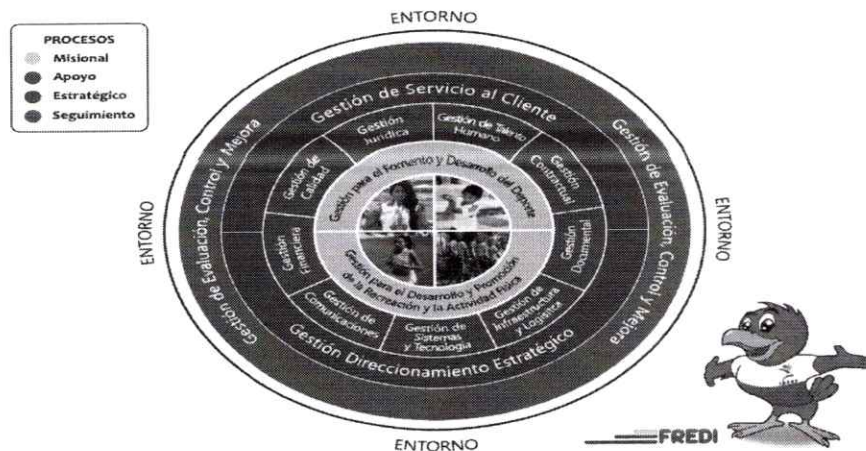 ENTORNO
PROCESOS
Misional
Apoyo
Estratégico
Seguimiento
Gestión de Servicio al Cliente
Gestión de Evaluación, Control y Mejora
Gestión de Evaluación, Control y Mejora
Gestión
Jurídica
Gestión de Talento
Humano
Gestión de
Calidad
Gestión
Contractual
Gestión para el Fomento y Desarrollo del Deporte
ENTORNO
ENTORNO
Gestión
Financiera
Gestión
Documental
Gestión para el Desarrollo y Promoción
de la Recreación y la Actividad Física
Gestión de
Comunicaciones
Gestión de
Sistemas
y Tecnología
Gestión de
Infraestructura
y Logística
Gestión Direccionamiento Estratégico
ENTORNO
FREDI